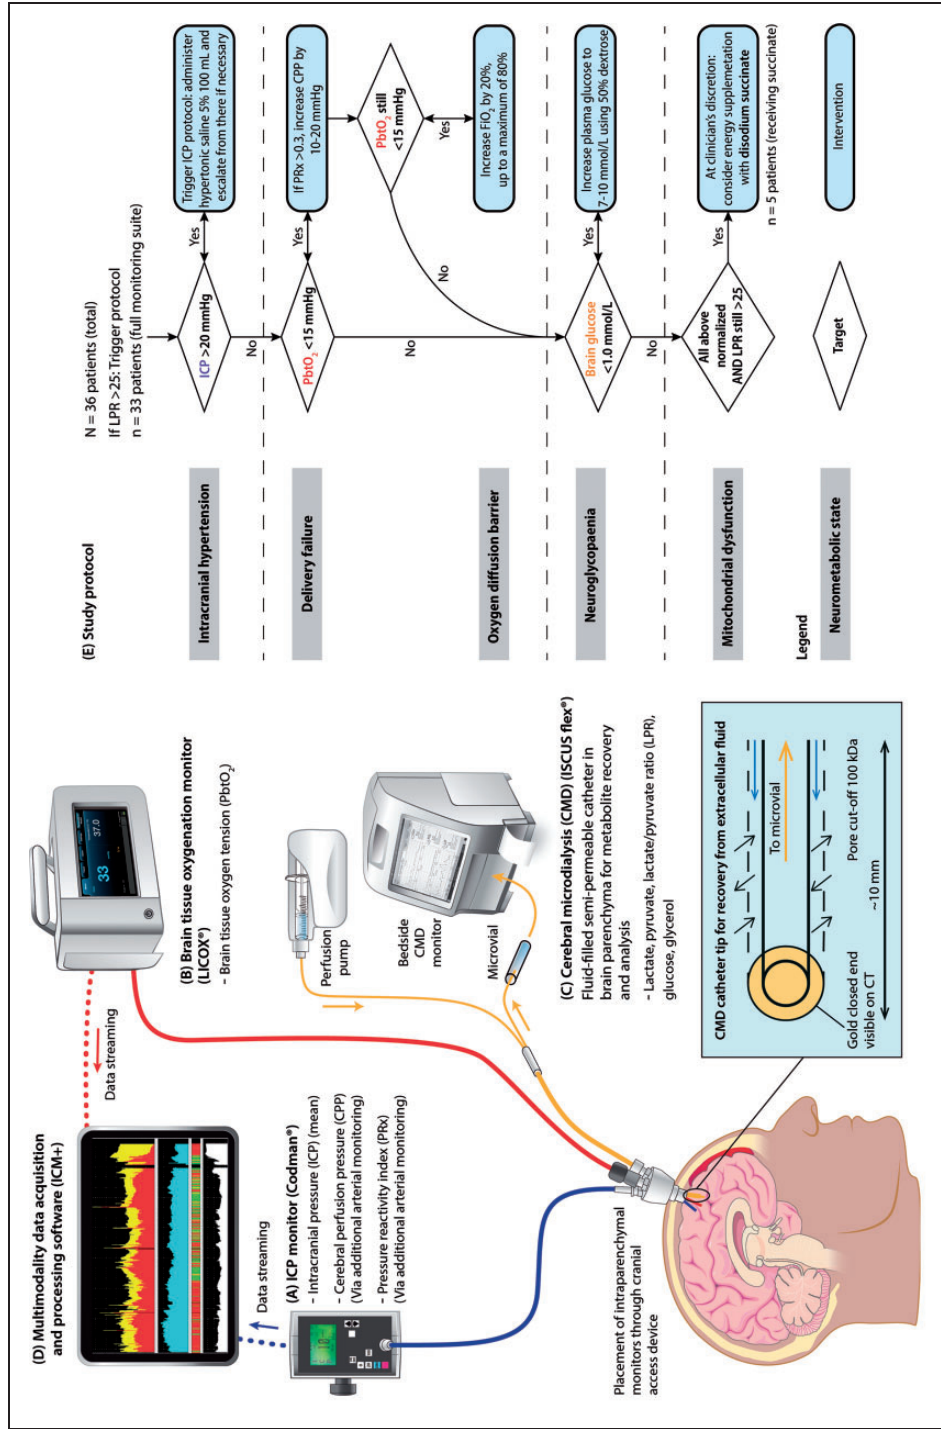 (D) Multimodality data acquisition
and processing software (ICM+)
Data streaming
Data streaming
(A) ICP monitor (Codman®)
- Intracranial pressure (ICP) (mean)
- Cerebral perfusion pressure (CPP)
(Via additional arterial monitoring)
- Pressure reactivity index (PRx)
(Via additional arterial monitoring)
33
37.0
(B) Brain tissue oxygenation monitor
(LICOX®)
- Brain tissue oxygen tension (PbtO₂)
Perfusion
pump
Bedside
CMD
monitor
Microvial
(C) Cerebral microdialysis (CMD) (ISCUS flex®)
Fluid-filled semi-permeable catheter in
brain parenchyma for metabolite recovery
and analysis
- Lactate, pyruvate, lactate/pyruvate ratio (LPR),
glucose, glycerol
Placement of intraparenchymal
monitors through cranial
access device
CMD catheter tip for recovery from extracellular fluid
To microvial
Gold closed end
visible on CT
Pore cut-off 100 kDa
~10 mm
(E) Study protocol
N = 36 patients (total)
If LPR >25: Trigger protocol
n = 33 patients (full monitoring suite)
Intracranial hypertension
ICP >20 mmHg
Yes
Trigger ICP protocol: administer
hypertonic saline 5% 100 mL and
escalate from there if necessary
No
Delivery failure
PbtO₂ <15 mmHg
Yes
If PRx >0.3, increase CPP by
10-20 mmHg
No
PbtO₂ still
<15 mmHg
No
Yes
Oxygen diffusion barrier
Increase FiO₂ by 20%,
up to a maximum of 80%
Neuroglycopaenia
Brain glucose
<1.0 mmol/L
Yes
Increase plasma glucose to
7-10 mmol/L using 50% dextrose
No
Mitochondrial dysfunction
All above
normalized
AND LPR still >25
Yes
At clinician's discretion:
consider energy supplemetation
with disodium succinate
n = 5 patients (receiving succinate)
Legend
Neurometabolic state
Target
Intervention